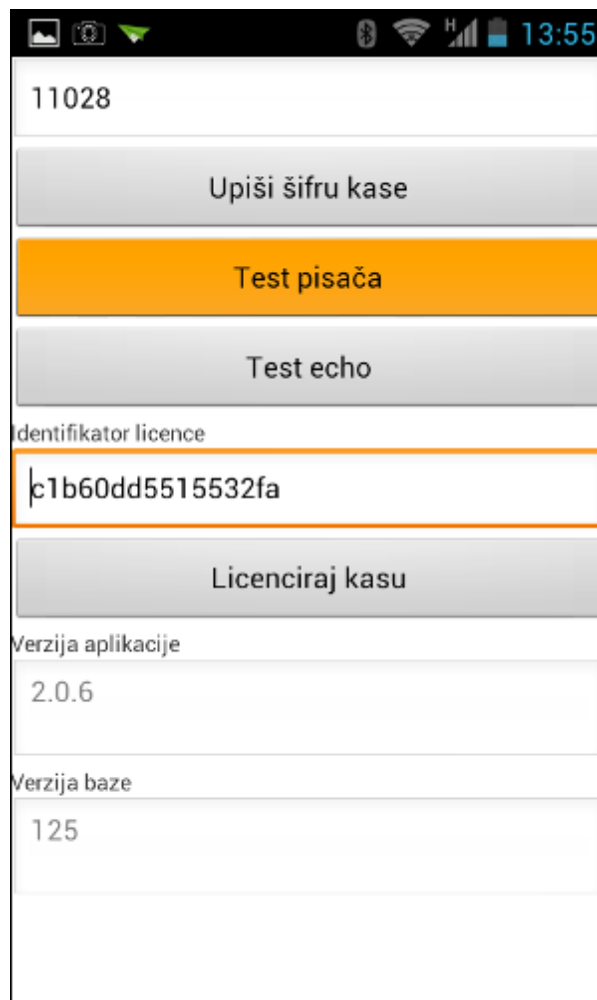 H 13:55
11028
Upiši šifru kase
Test pisača
Test echo
Identifikator licence
c1b60dd5515532fa
Licenciraj kasu
Verzija aplikacije
2.0.6
Verzija baze
125